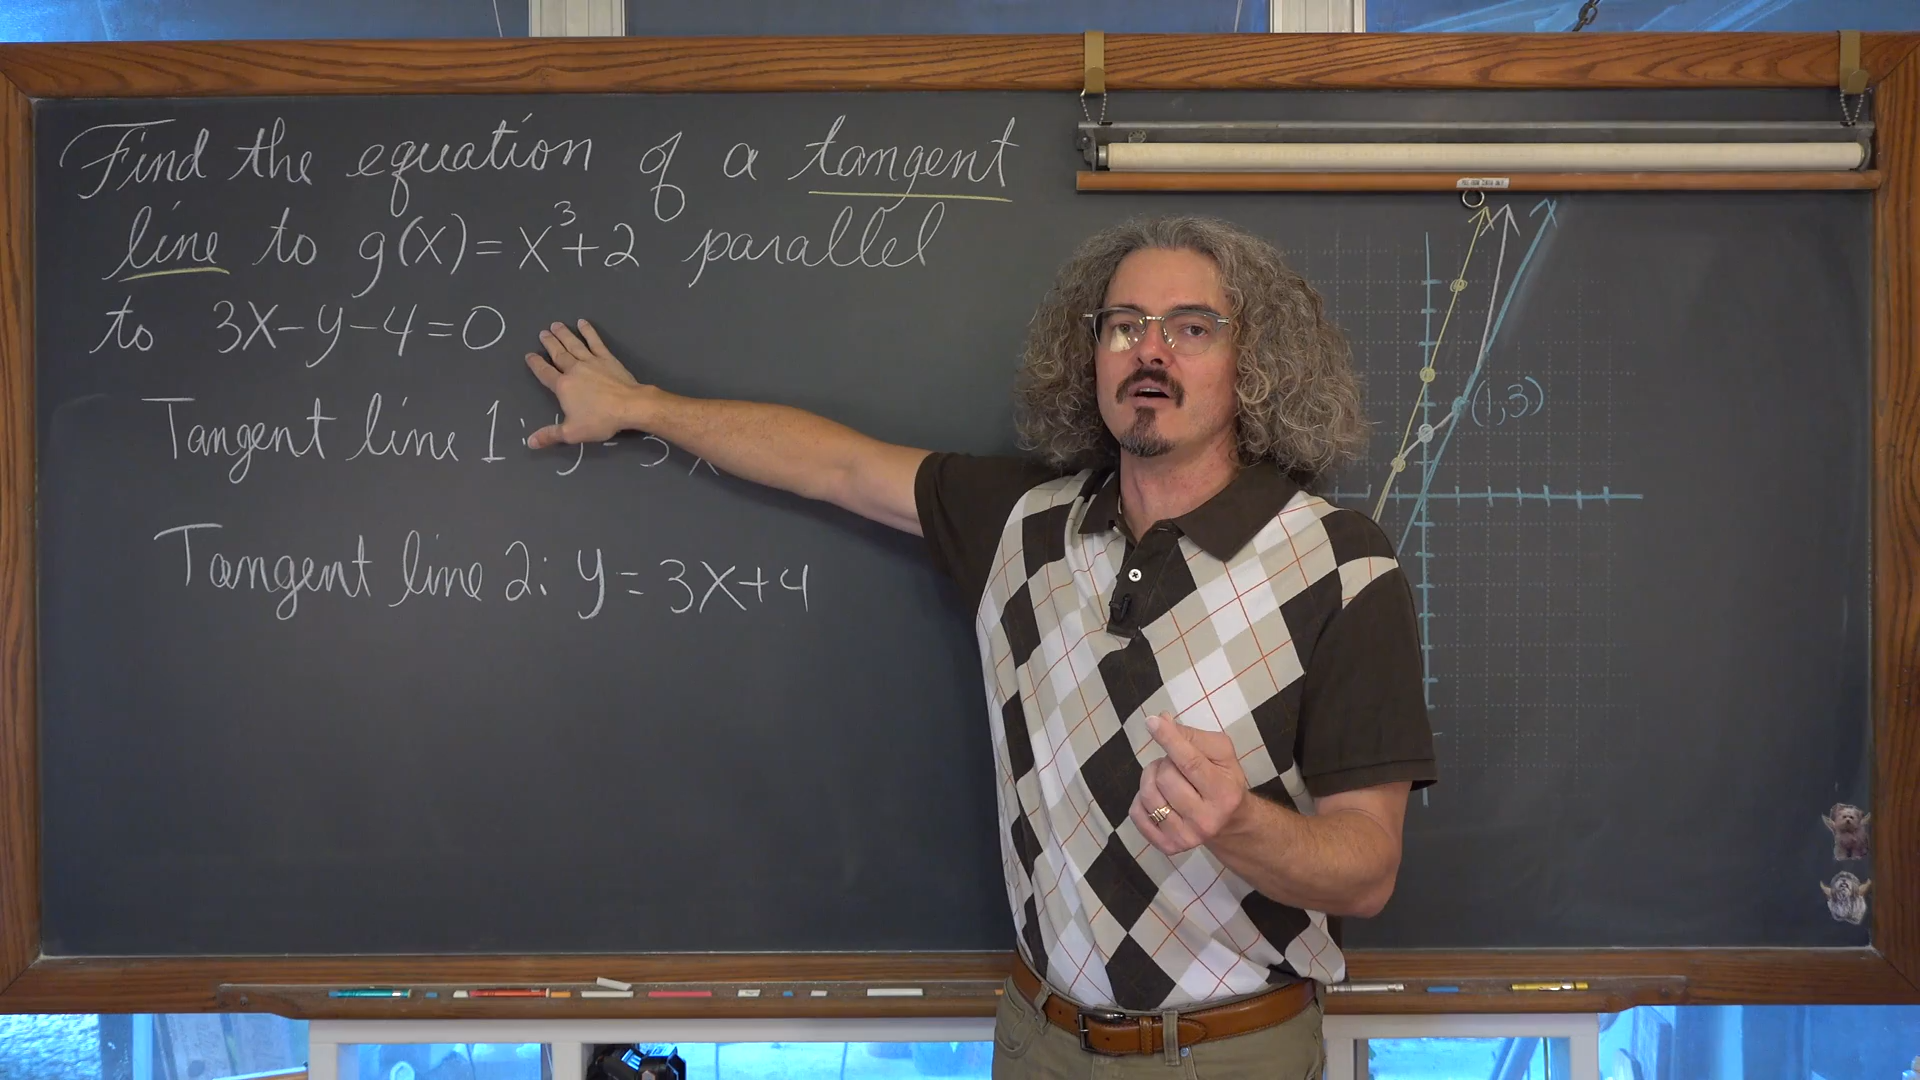 Find the equation of a tangent
line to g(x) = x³+2 parallel
to 3x-y-4=0
Tangent line 1: y = 3x
Tangent line 2: y = 3x+4
(1,3)